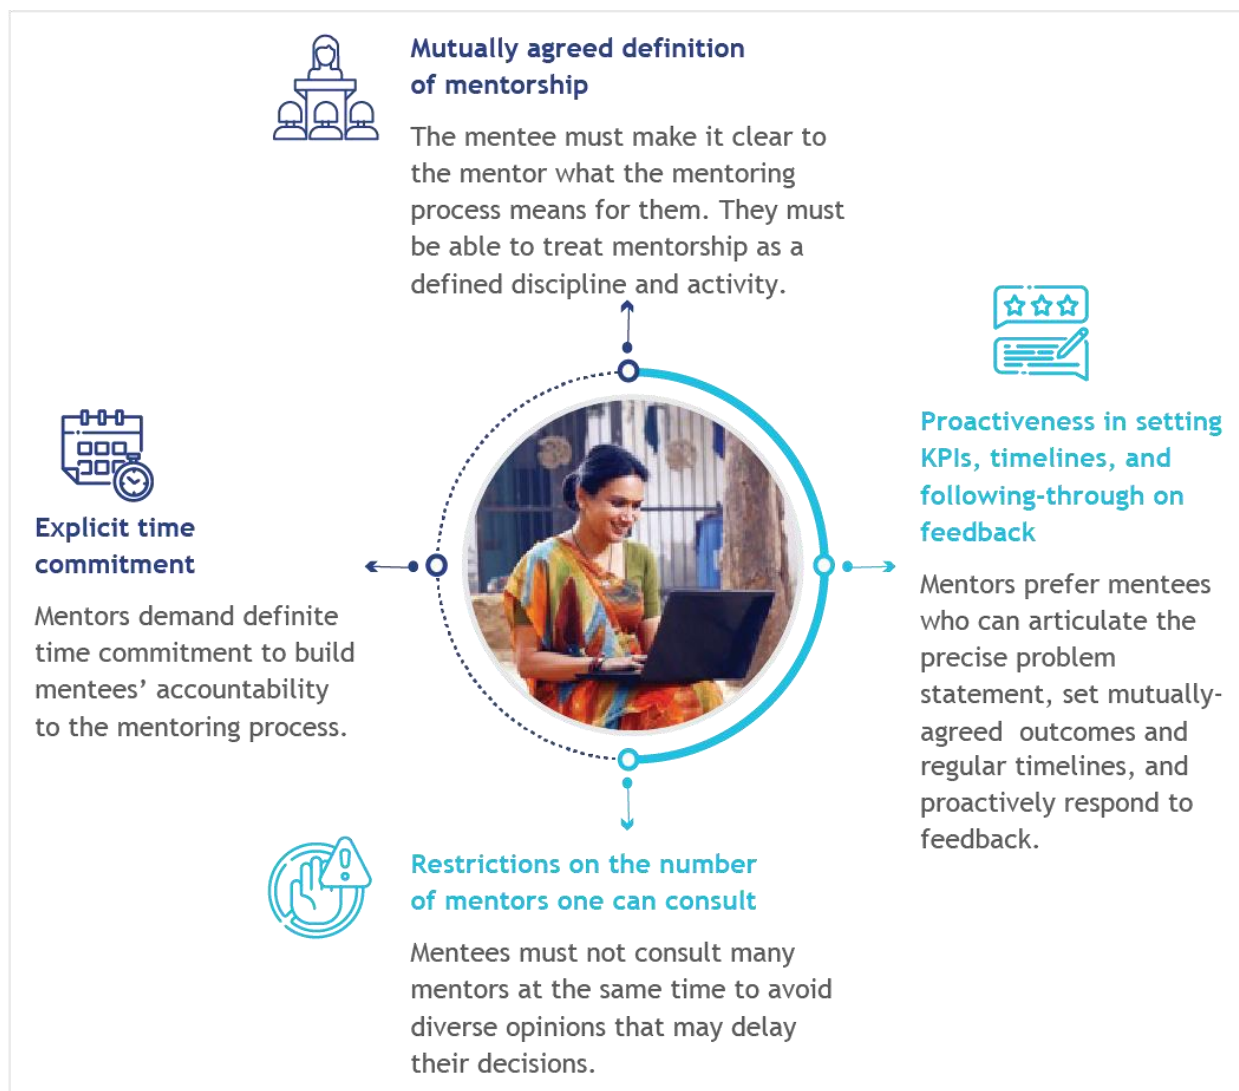 Mutually agreed definition
of mentorship
The mentee must make it clear to
the mentor what the mentoring
process means for them. They must
be able to treat mentorship as a
defined discipline and activity.
Proactiveness in setting
KPIs, timelines, and
following-through on
feedback
Mentors prefer mentees
who can articulate the
precise problem
statement, set mutually-
agreed  outcomes and
regular timelines, and
proactively respond to
feedback.
Explicit time
commitment
Mentors demand definite
time commitment to build
mentees’ accountability
to the mentoring process.
Restrictions on the number
of mentors one can consult
Mentees must not consult many
mentors at the same time to avoid
diverse opinions that may delay
their decisions.